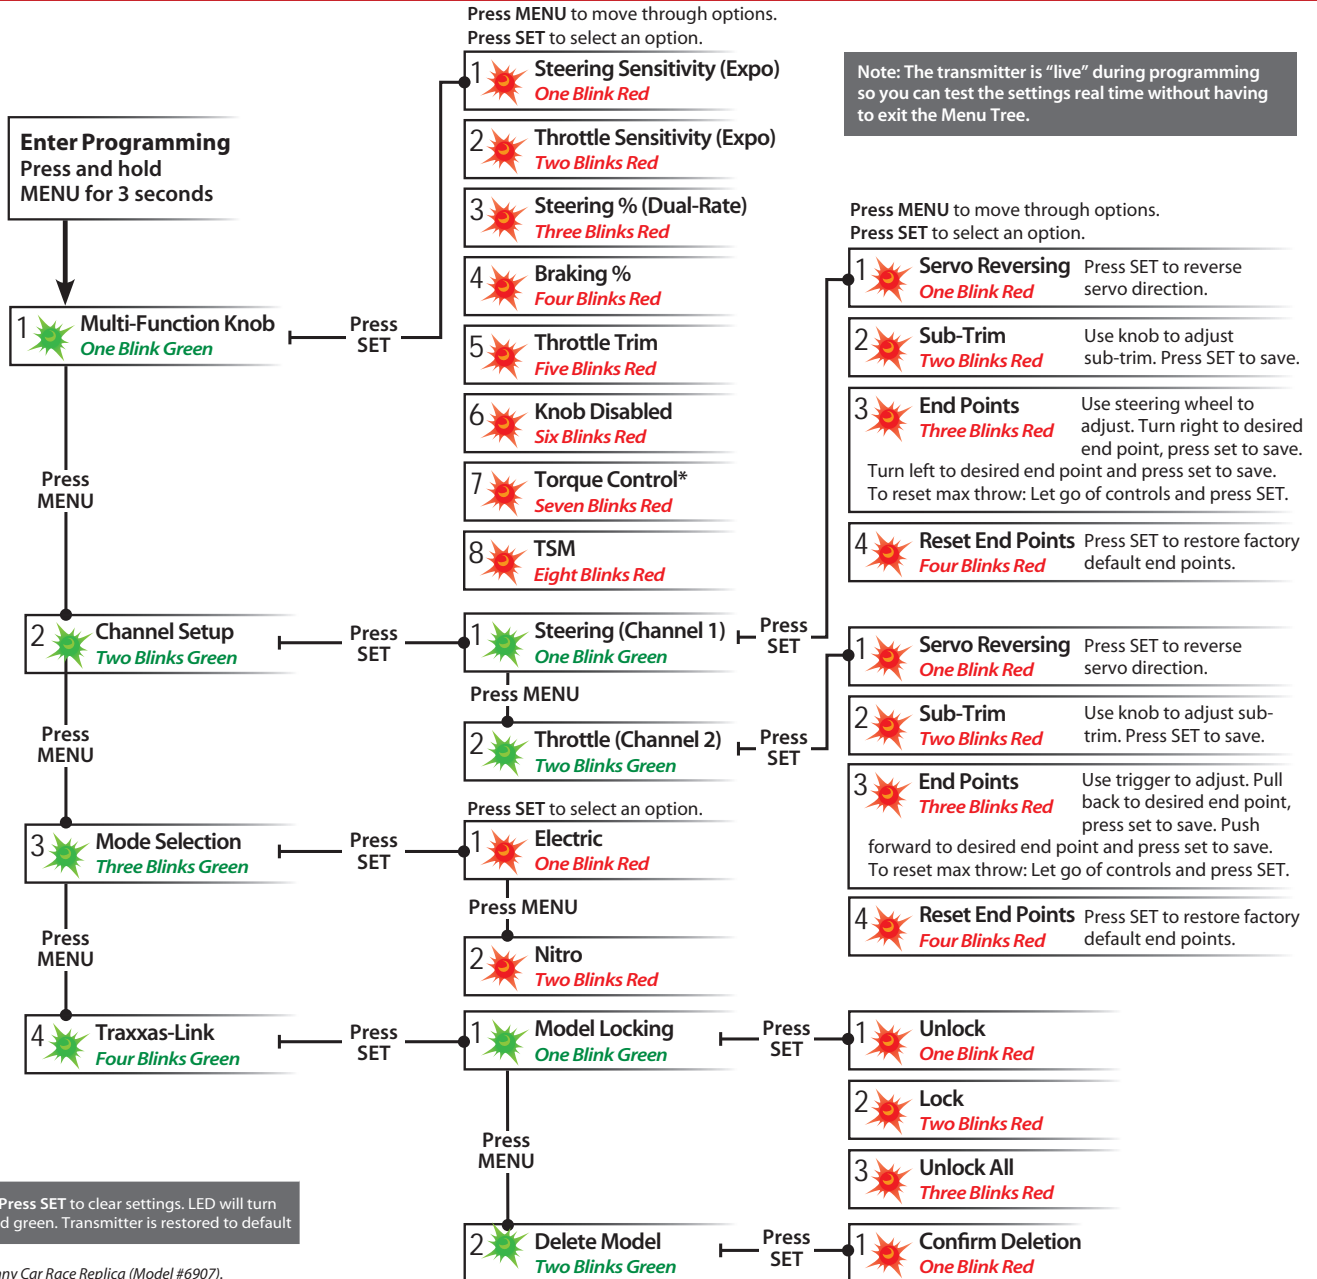 Press MENU to move through options.
Press SET to select an option.
1 Steering Sensitivity (Expo)
One Blink Red
2 Throttle Sensitivity (Expo)
Two Blinks Red
3 Steering % (Dual-Rate)
Three Blinks Red
4 Braking %
Four Blinks Red
5 Throttle Trim
Five Blinks Red
6 Knob Disabled
Six Blinks Red
7 Torque Control*
Seven Blinks Red
8 TSM
Eight Blinks Red
Note: The transmitter is “live” during programming
so you can test the settings real time without having
to exit the Menu Tree.
Enter Programming
Press and hold
MENU for 3 seconds
1 Multi-Function Knob
One Blink Green
Press
SET
Press
MENU
2 Channel Setup
Two Blinks Green
Press
SET
1 Steering (Channel 1)
One Blink Green
Press
SET
Press MENU
2 Throttle (Channel 2)
Two Blinks Green
Press
SET
Press MENU to move through options.
Press SET to select an option.
1 Servo Reversing
One Blink Red
Press SET to reverse
servo direction.
2 Sub-Trim
Two Blinks Red
Use knob to adjust
sub-trim. Press SET to save.
3 End Points
Three Blinks Red
Use steering wheel to
adjust. Turn right to desired
end point, press set to save.
Turn left to desired end point and press set to save.
To reset max throw: Let go of controls and press SET.
4 Reset End Points
Four Blinks Red
Press SET to restore factory
default end points.
1 Servo Reversing
One Blink Red
Press SET to reverse
servo direction.
2 Sub-Trim
Two Blinks Red
Use knob to adjust sub-
trim. Press SET to save.
3 End Points
Three Blinks Red
Use trigger to adjust. Pull
back to desired end point,
press set to save. Push
forward to desired end point and press set to save.
To reset max throw: Let go of controls and press SET.
4 Reset End Points
Four Blinks Red
Press SET to restore factory
default end points.
Press
MENU
3 Mode Selection
Three Blinks Green
Press
SET
Press SET to select an option.
1 Electric
One Blink Red
Press MENU
2 Nitro
Two Blinks Red
Press
MENU
4 Traxxas-Link
Four Blinks Green
Press
SET
1 Model Locking
One Blink Green
Press
SET
1 Unlock
One Blink Red
2 Lock
Two Blinks Red
3 Unlock All
Three Blinks Red
Press
MENU
2 Delete Model
Two Blinks Green
Press
SET
1 Confirm Deletion
One Blink Red
Press SET to clear settings. LED will turn
green. Transmitter is restored to default
Car Race Replica (Model #6907).